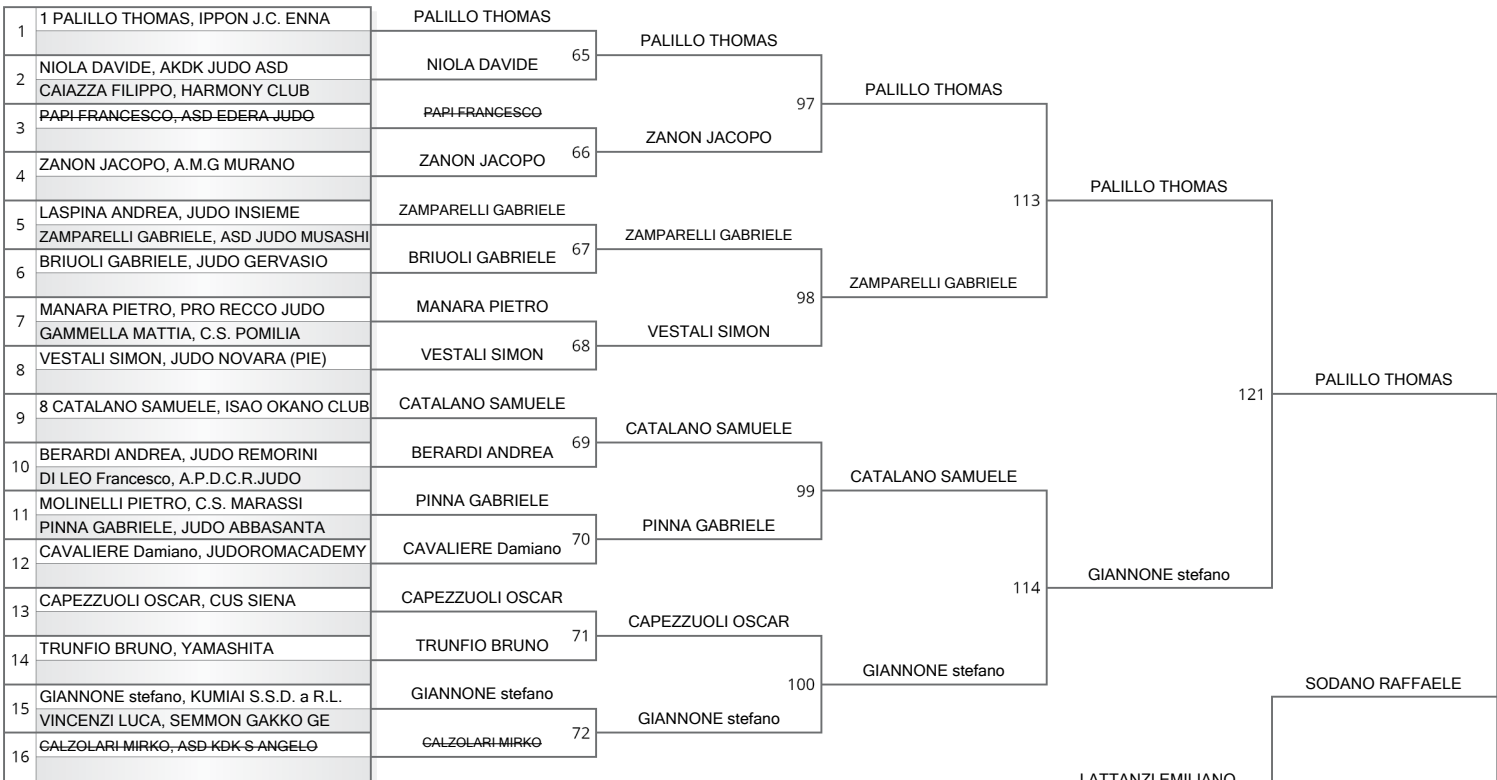 1
1 PALILLO THOMAS, IPPON J.C. ENNA
2
NIOLA DAVIDE, AKDK JUDO ASD
CAIAZZA FILIPPO, HARMONY CLUB
3
PAPI FRANCESCO, ASD EDERA JUDO
4
ZANON JACOPO, A.M.G MURANO
5
LASPINA ANDREA, JUDO INSIEME
ZAMPARELLI GABRIELE, ASD JUDO MUSASHI
6
BRIUOLI GABRIELE, JUDO GERVASIO
7
MANARA PIETRO, PRO RECCO JUDO
GAMMELLA MATTIA, C.S. POMILIA
8
VESTALI SIMON, JUDO NOVARA (PIE)
9
8 CATALANO SAMUELE, ISAO OKANO CLUB
10
BERARDI ANDREA, JUDO REMORINI
DI LEO Francesco, A.P.D.C.R.JUDO
11
MOLINELLI PIETRO, C.S. MARASSI
PINNA GABRIELE, JUDO ABBASANTA
12
CAVALIERE Damiano, JUDOROMACADEMY
13
CAPEZZUOLI OSCAR, CUS SIENA
14
TRUNFIO BRUNO, YAMASHITA
15
GIANNONE stefano, KUMIAI S.S.D. a R.L.
VINCENZI LUCA, SEMMON GAKKO GE
16
CALZOLARI MIRKO, ASD KDK S ANGELO
PALILLO THOMAS
NIOLA DAVIDE
65
PAPI FRANCESCO
ZANON JACOPO
66
ZAMPARELLI GABRIELE
BRIUOLI GABRIELE
67
MANARA PIETRO
VESTALI SIMON
68
CATALANO SAMUELE
BERARDI ANDREA
69
PINNA GABRIELE
CAVALIERE Damiano
70
CAPEZZUOLI OSCAR
TRUNFIO BRUNO
71
GIANNONE stefano
CALZOLARI MIRKO
72
PALILLO THOMAS
ZANON JACOPO
97
ZAMPARELLI GABRIELE
VESTALI SIMON
98
CATALANO SAMUELE
PINNA GABRIELE
99
CAPEZZUOLI OSCAR
GIANNONE stefano
100
PALILLO THOMAS
ZAMPARELLI GABRIELE
113
CATALANO SAMUELE
GIANNONE stefano
114
PALILLO THOMAS
GIANNONE stefano
121
LATTANZI EMILIANO
PALILLO THOMAS
SODANO RAFFAELE